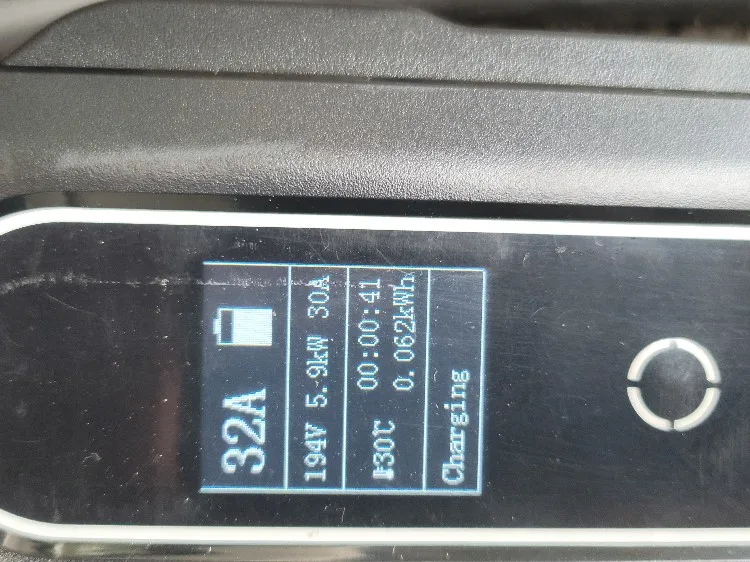 32A
194V 5.9kW 30A
30℃ 00:00:41
0.062kWh
Charging